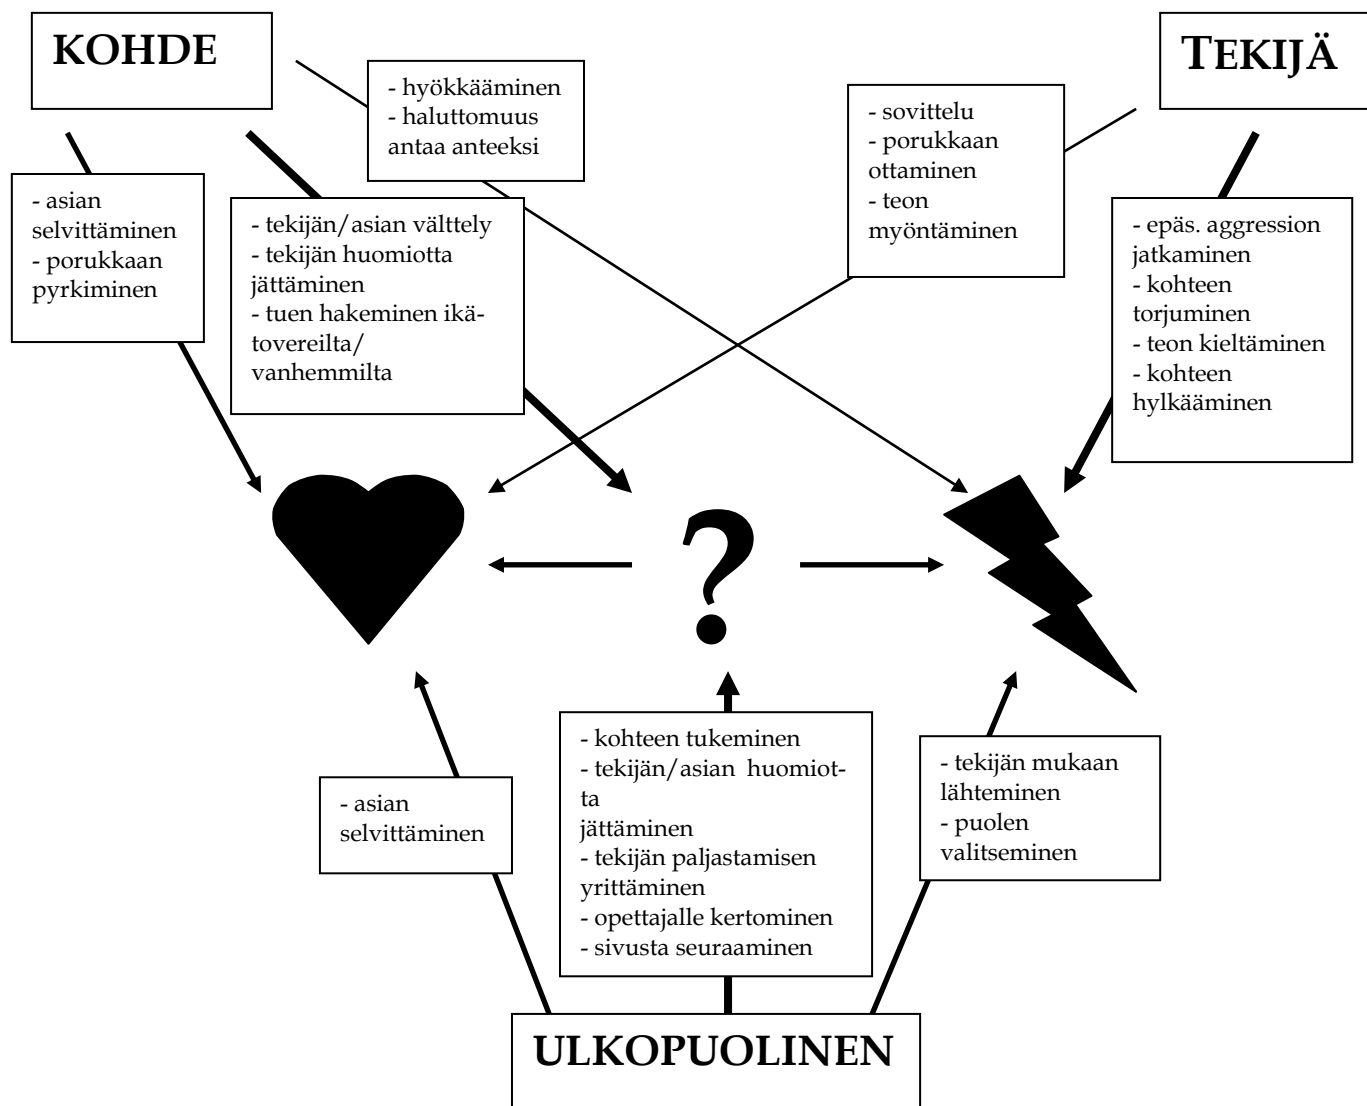 KOHDE
TEKIJÄ
- hyökkääminen
- haluttomuus
antaa anteeksi
- sovittelu
- porukkaan
ottaminen
- teon
myöntäminen
- asian
selvittäminen
- porukkaan
pyrkiminen
- tekijän/asian välttely
- tekijän huomiotta
jättäminen
- tuen hakeminen ikä-
tovereilta/
vanhemmilta
- epäs. aggression
jatkaminen
- kohteen
torjuminen
- teon kieltäminen
- kohteen
hylkääminen
?
- asian
selvittäminen
- kohteen tukeminen
- tekijän/asian huomiot-
ta
jättäminen
- tekijän paljastamisen
yrittäminen
- opettajalle kertominen
- sivusta seuraaminen
- tekijän mukaan
lähteminen
- puolen
valitseminen
ULKOPUOLINEN